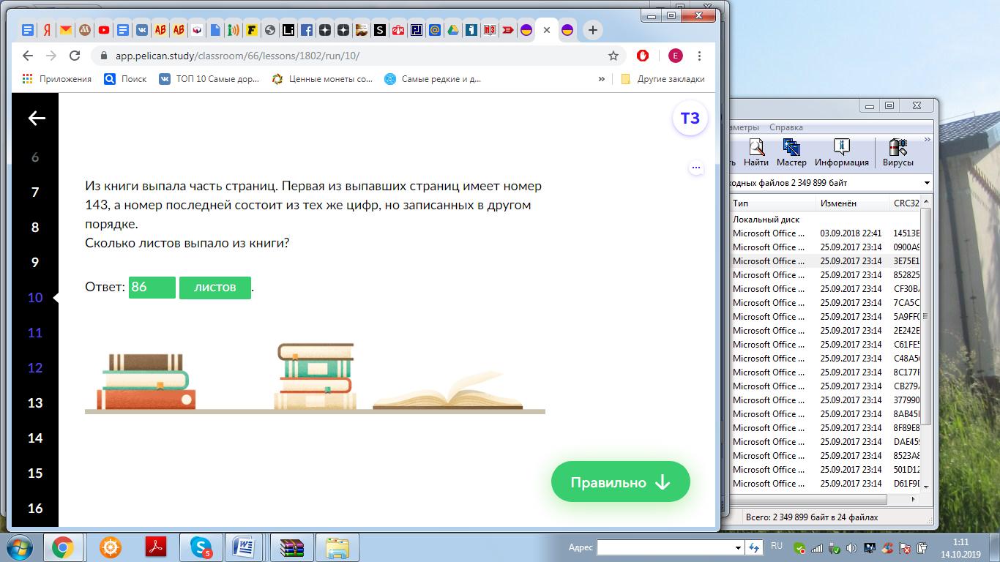 app.pelican.study/classroom/66/lessons/1802/run/10/
E
Приложения
Поиск
ТОП 10 Самые дор...
Ценные монеты со...
Самые редкие и д...
»
Другие закладки
ТЗ
...
6
7
8
9
10
11
12
13
14
15
16
Из книги выпала часть страниц. Первая из выпавших страниц имеет номер
143, а номер последней состоит из тех же цифр, но записанных в другом
порядке.
Сколько листов выпало из книги?
Ответ: 86 листов.
Правильно
аметры Справка
ть Найти Мастер Информация Вирусы »
ходных файлов 2 349 899 байт
Тип Изменён CRC32
Локальный диск
Microsoft Office ... 03.09.2018 22:41 14513E
Microsoft Office ... 25.09.2017 23:14 0900A9
Microsoft Office ... 25.09.2017 23:14 3E75E1
Microsoft Office ... 25.09.2017 23:14 852825
Microsoft Office ... 25.09.2017 23:14 CF30BA
Microsoft Office ... 25.09.2017 23:14 7CA5C
Microsoft Office ... 25.09.2017 23:14 5A9FF0
Microsoft Office ... 25.09.2017 23:14 2E242E
Microsoft Office ... 25.09.2017 23:14 C61FE5
Microsoft Office ... 25.09.2017 23:14 C48A5
Microsoft Office ... 25.09.2017 23:14 8C177F
Microsoft Office ... 25.09.2017 23:14 CB279A
Microsoft Office ... 25.09.2017 23:14 377990
Microsoft Office ... 25.09.2017 23:14 8AB45
Microsoft Office ... 25.09.2017 23:14 8F89E8
Microsoft Office ... 25.09.2017 23:14 DAE45
Microsoft Office ... 25.09.2017 23:14 8523A8
Microsoft Office ... 25.09.2017 23:14 501D12
Microsoft Office ... 25.09.2017 23:14 D61F9
Всего: 2 349 899 байт в 24 файлах
Адрес
RU
1:11
14.10.2019